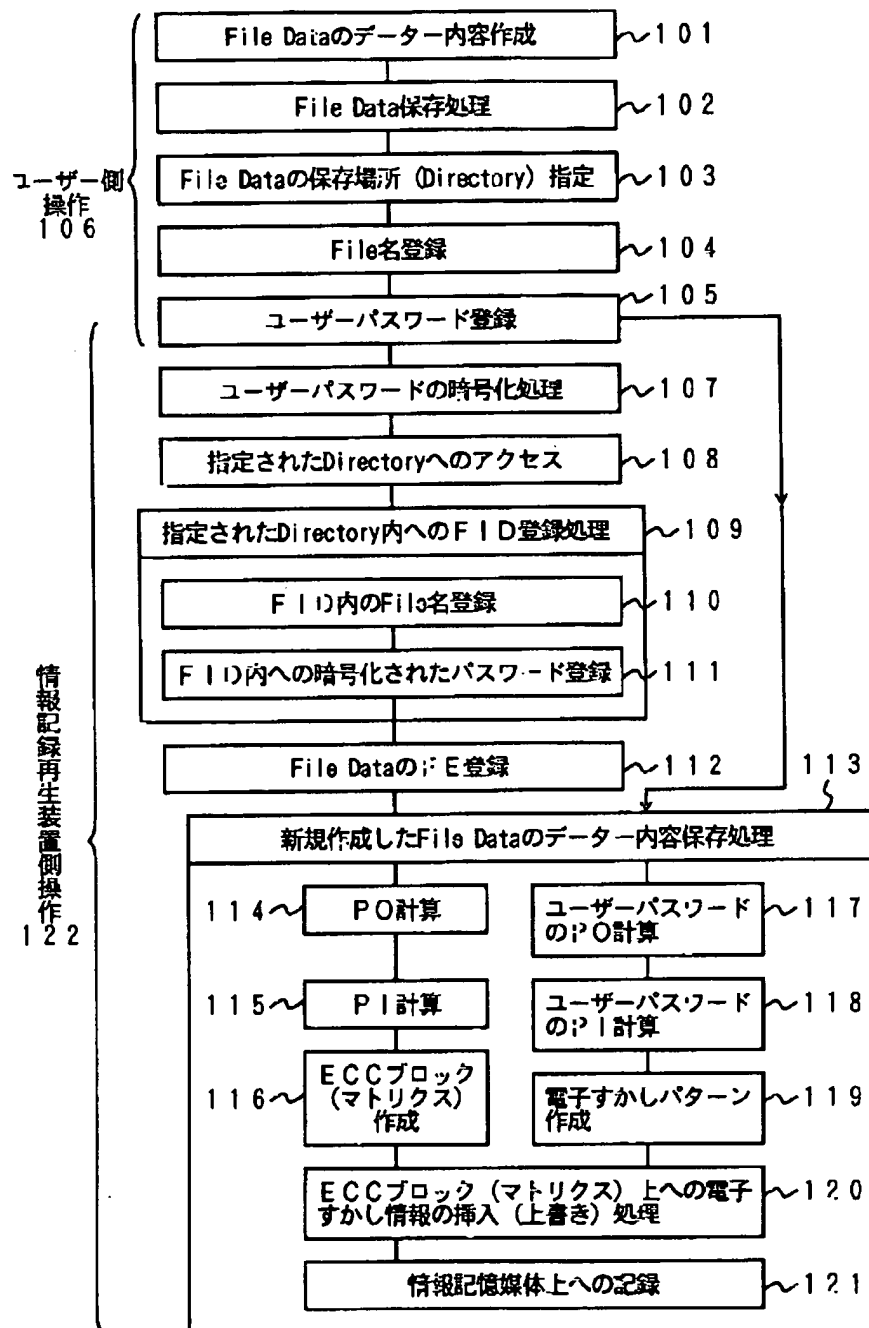 File Dataのデーター内容作成 101
File Data保存処理 102
File Dataの保存場所(Directory)指定 103
ユーザー側
操作
106
File名登録 104
ユーザーパスワード登録 105
ユーザーパスワードの暗号化処理 107
指定されたDirectoryへのアクセス 108
指定されたDirectory内へのFID登録処理 109
FID内のFile名登録 110
FID内への暗号化されたパスワード登録 111
情報記録再生装置側操作
122
File DataのFE登録 112
113
新規作成したFile Dataのデーター内容保存処理
114 PO計算
ユーザーパスワード
のPO計算 117
115 PI計算
ユーザーパスワード
のPI計算 118
116 ECCブロック
(マトリクス)
作成
電子すかしパターン
作成 119
ECCブロック(マトリクス)上への電子
すかし情報の挿入(上書き)処理 120
情報記憶媒体上への記録 121